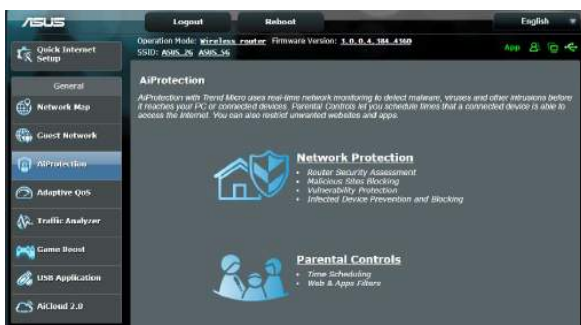 ASUS
Logout
Reboot
English
Quick Internet
Setup
Operation Mode: Wireless router Firmware Version: 3.0.0.4.384_4360
SSID: ASUS_2G ASUS_5G
App
General
Network Map
Guest Network
AiProtection
Adaptive QoS
Traffic Analyzer
Game Boost
USB Application
AiCloud 2.0
AiProtection
AiProtection with Trend Micro uses real-time network monitoring to detect malware, viruses and other intrusions before
it reaches your PC or connected devices. Parental Controls let you schedule times that a connected device is able to
access the Internet. You can also restrict unwanted websites and apps.
Network Protection
• Router Security Assessment
• Malicious Sites Blocking
• Vulnerability Protection
• Infected Device Prevention and Blocking
Parental Controls
• Time Scheduling
• Web & Apps Filters